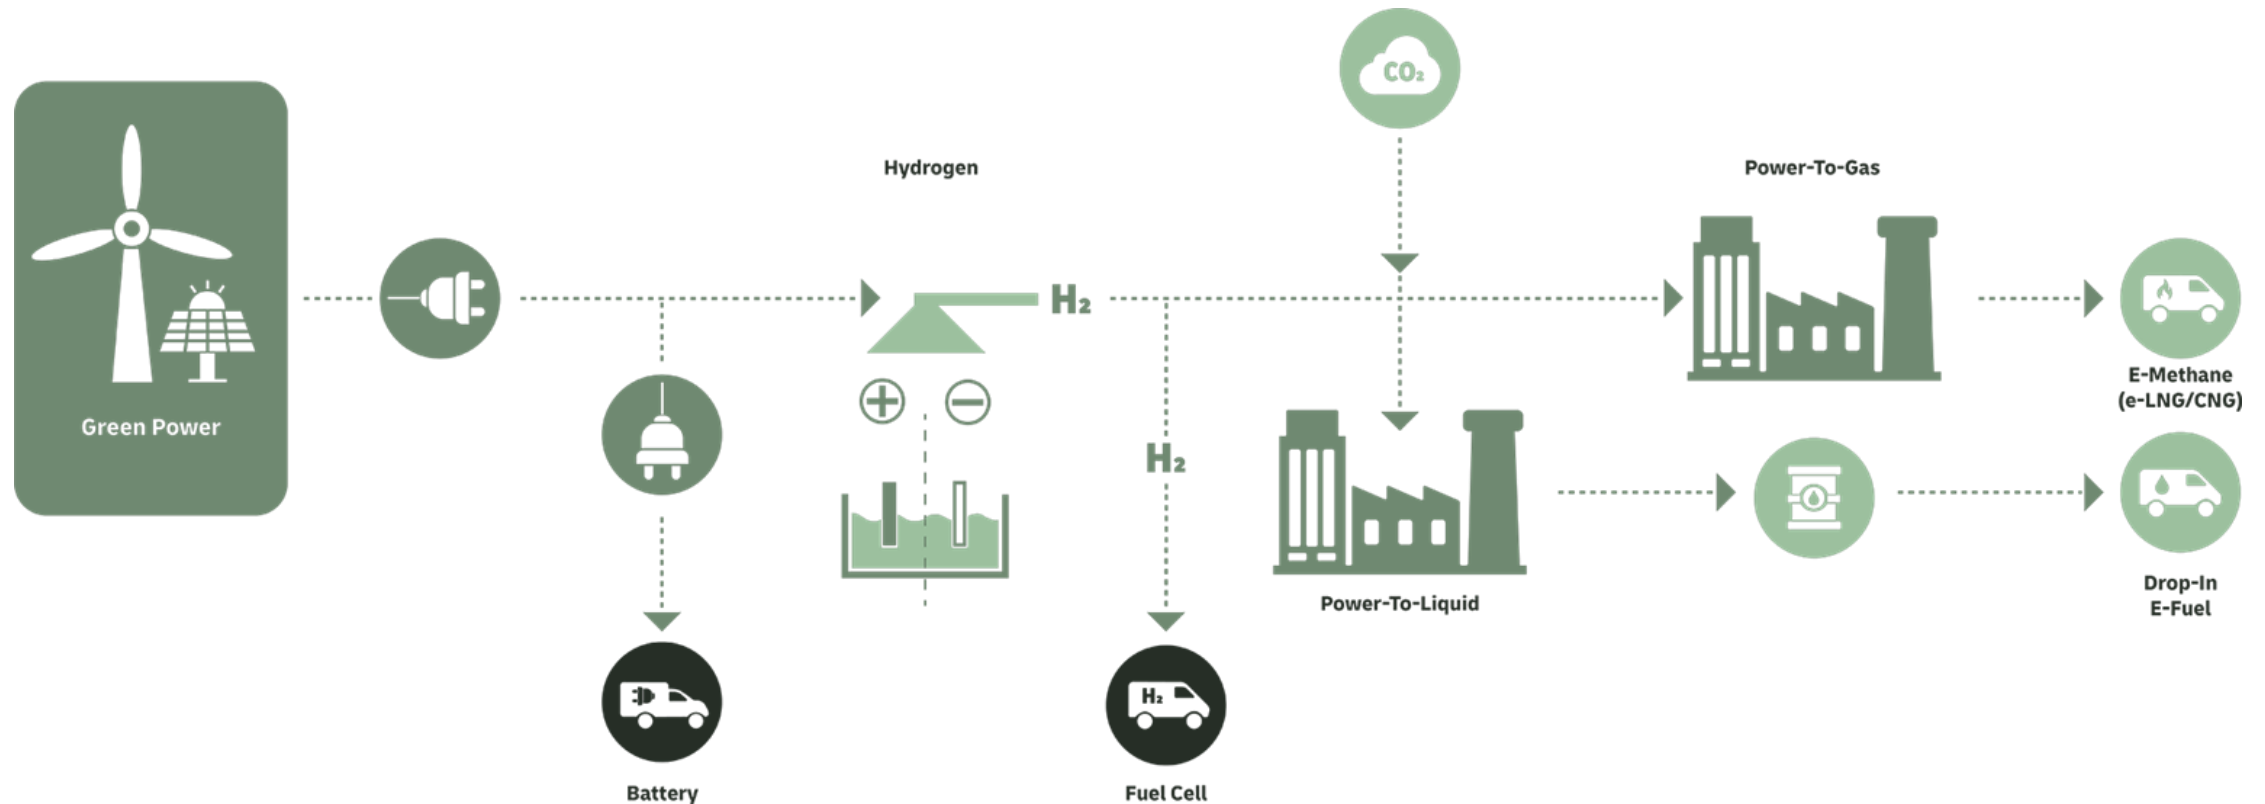 CO₂
Hydrogen
Power-To-Gas
H₂
Green Power
E-Methane
(e-LNG/CNG)
H₂
Power-To-Liquid
Drop-In
E-Fuel
H₂
Battery
Fuel Cell